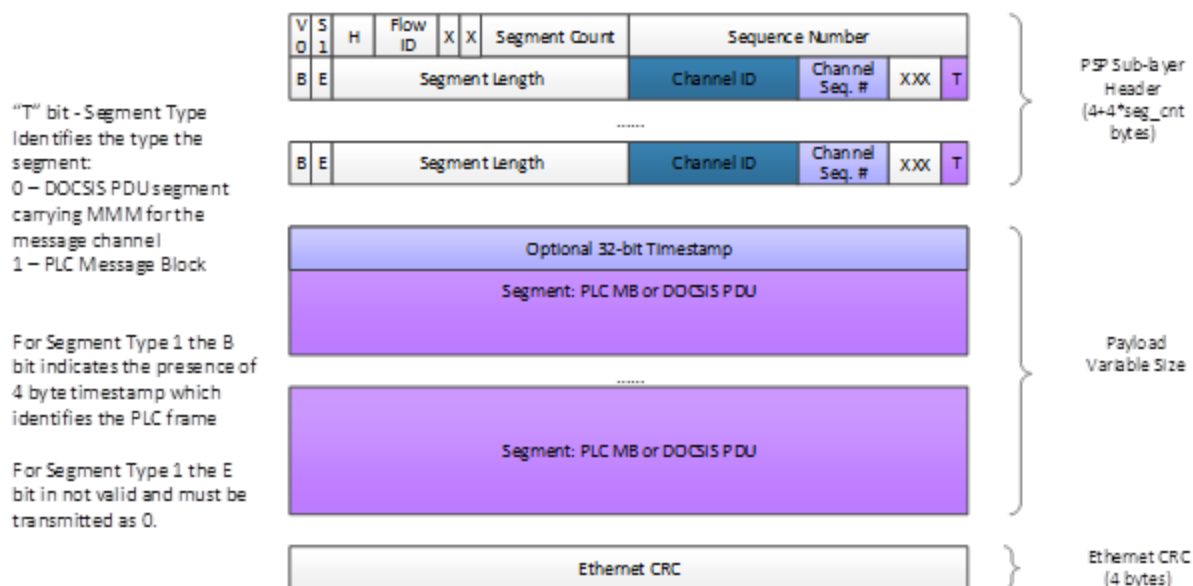 V
0
S
1
H
Flow
ID
X
X
Segment Count
Sequence Number
B
E
Segment Length
Channel ID
Channel
Seq. #
XXX
T
PSP Sub-layer
Header
(4+4*seg_cnt
bytes)
"T" bit - Segment Type
Identifies the type the
segment:
0 – DOCSIS PDU segment
carrying MMM for the
message channel
1 – PLC Message Block
......
B
E
Segment Length
Channel ID
Channel
Seq. #
XXX
T
Optional 32-bit Timestamp
Segment: PLC MB or DOCSIS PDU
Payload
Variable Size
For Segment Type 1 the B
bit indicates the presence of
4 byte timestamp which
identifies the PLC frame
......
Segment: PLC MB or DOCSIS PDU
For Segment Type 1 the E
bit in not valid and must be
transmitted as 0.
Ethernet CRC
Ethernet CRC
(4 bytes)